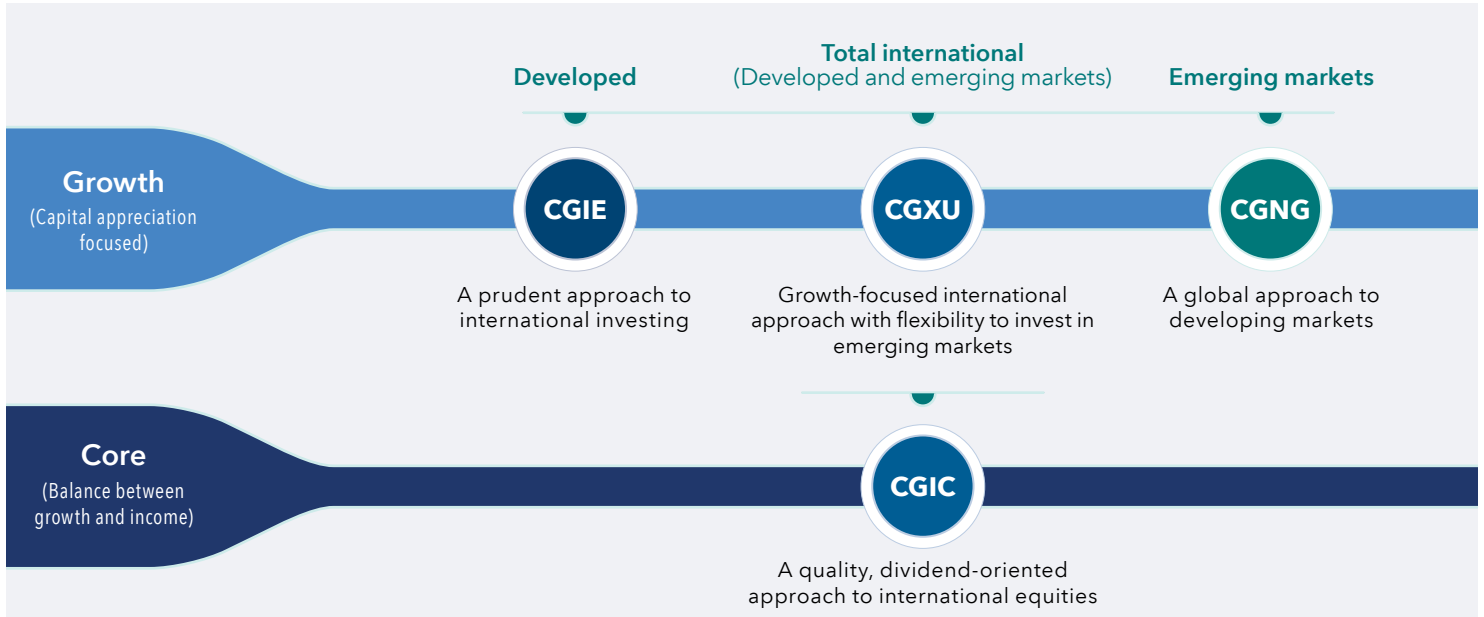 Developed
Total international
(Developed and emerging markets)
Emerging markets
Growth
(Capital appreciation
focused)
CGIE
CGXU
CGNG
A prudent approach to
international investing
Growth-focused international
approach with flexibility to invest in
emerging markets
A global approach to
developing markets
Core
(Balance between
growth and income)
CGIC
A quality, dividend-oriented
approach to international equities